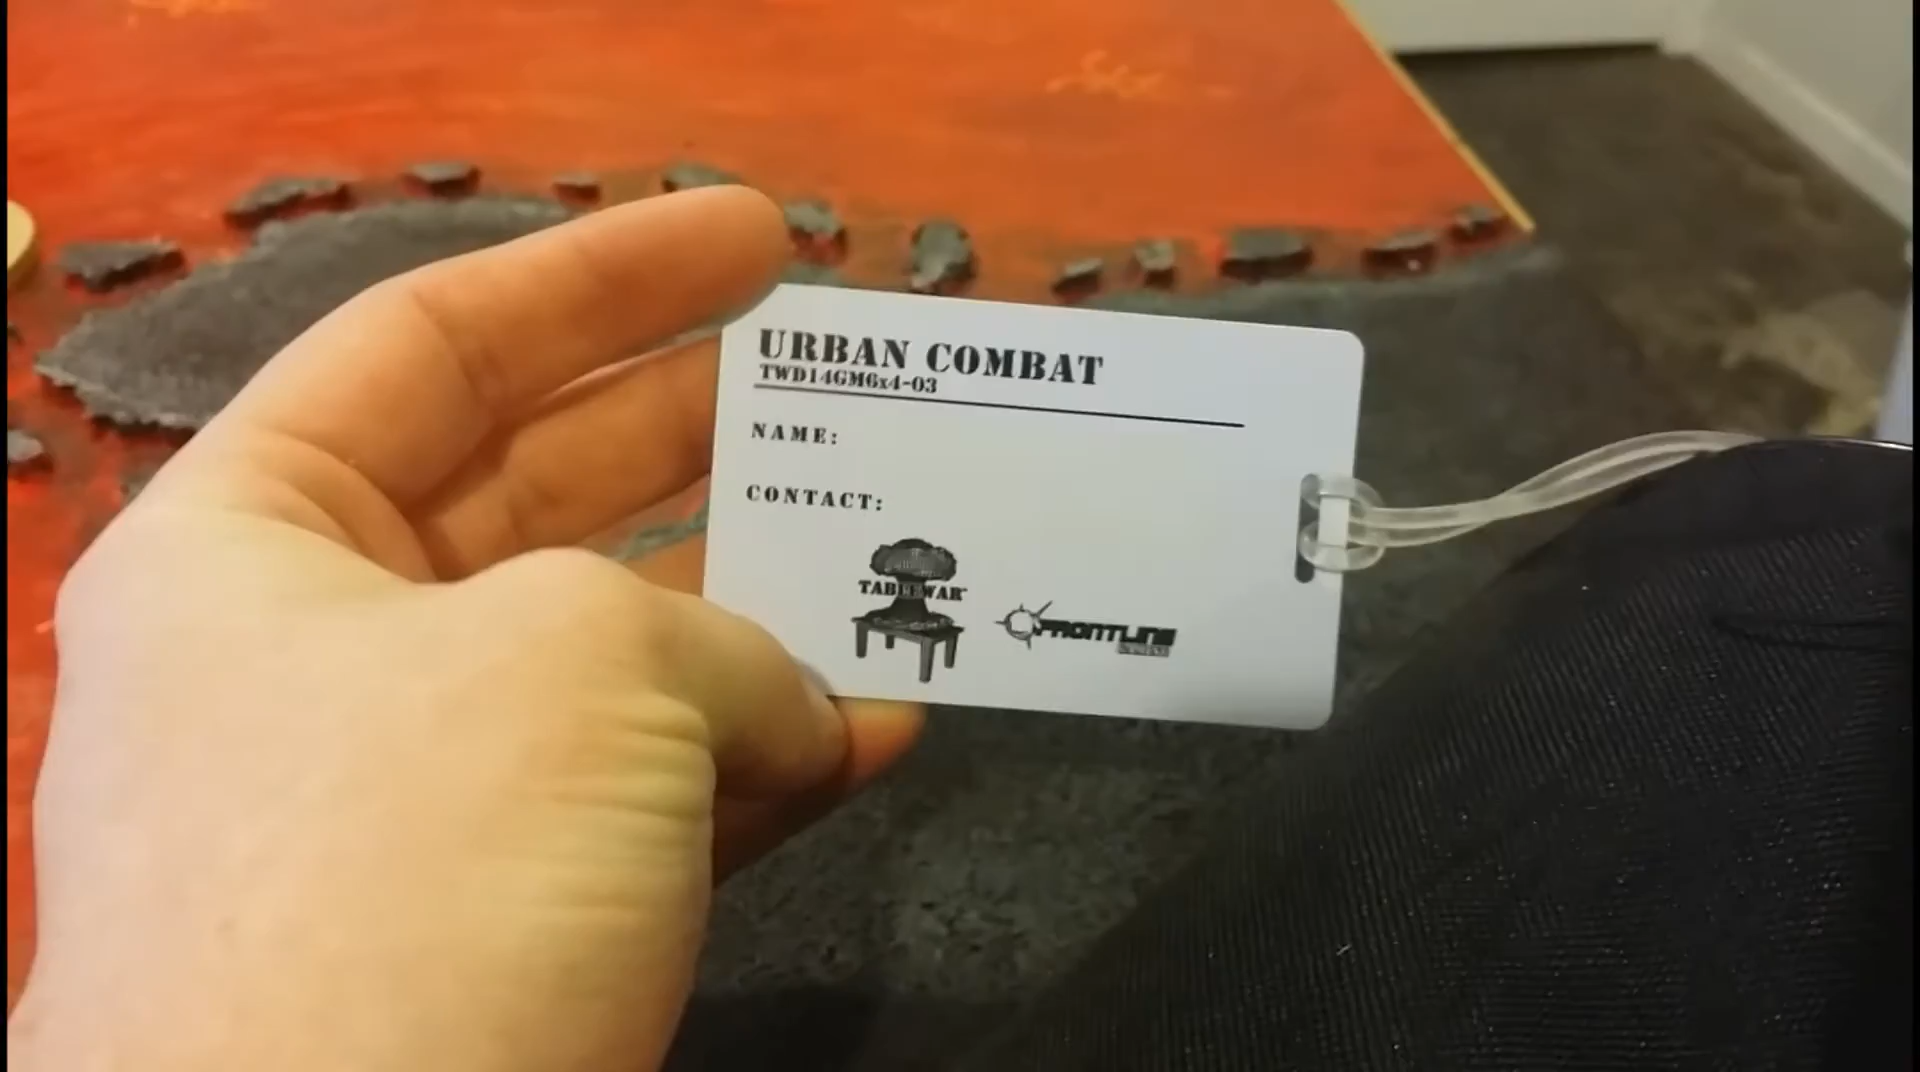 URBAN COMBAT
TWD14GM6x4-03
NAME:
CONTACT:
TABLEWAR
FRONTLINE